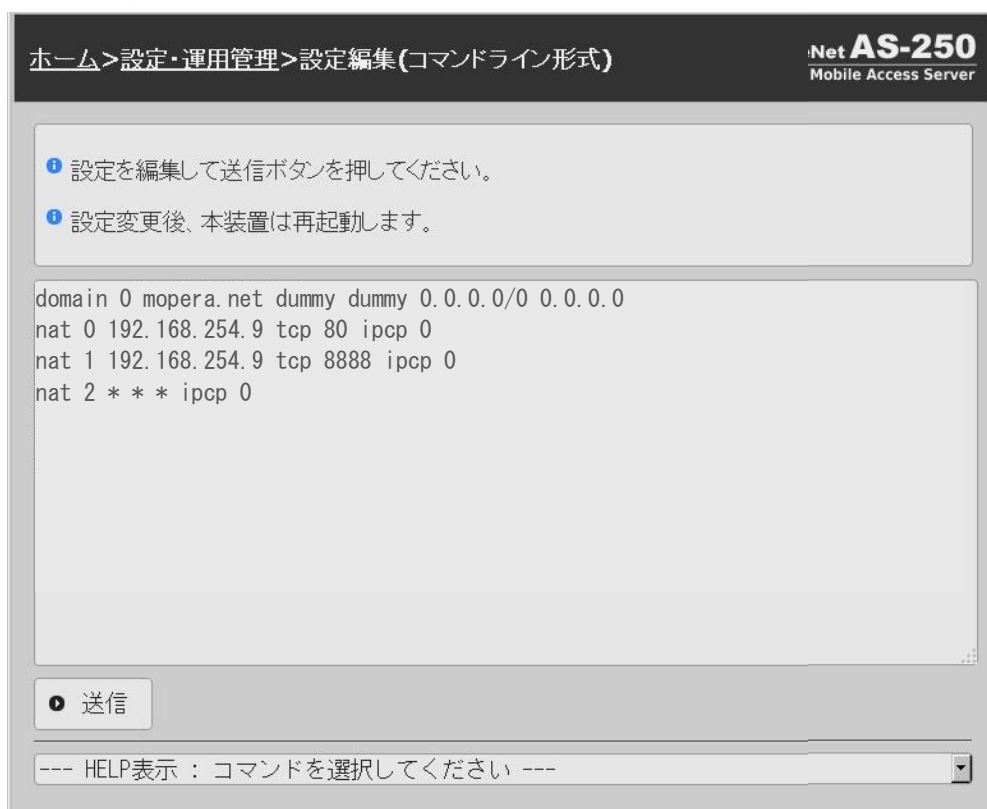 ホーム>設定・運用管理>設定編集(コマンドライン形式)
Net AS-250
Mobile Access Server
設定を編集して送信ボタンを押してください。
設定変更後、本装置は再起動します。
domain 0 mopera.net dummy dummy 0.0.0.0/0 0.0.0.0
nat 0 192.168.254.9 tcp 80 ipcp 0
nat 1 192.168.254.9 tcp 8888 ipcp 0
nat 2 * * * ipcp 0
送信
--- HELP表示 : コマンドを選択してください ---